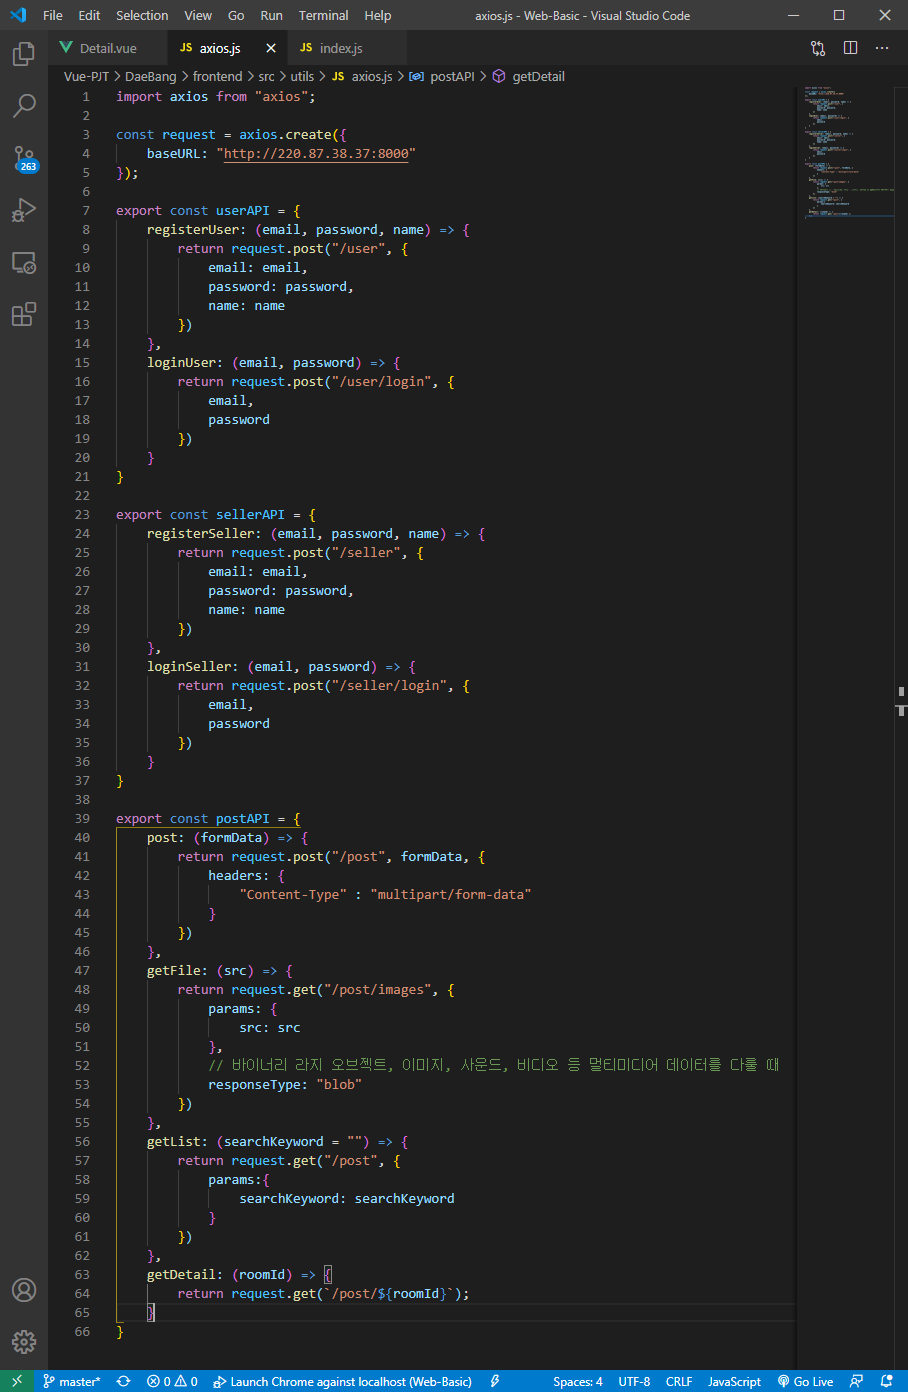 File Edit Selection View Go Run Terminal Help axios.js - Web-Basic - Visual Studio Code
Detail.vue JS axios.js JS index.js
Vue-PJT > DaeBang > frontend > src > utils > JS axios.js > postAPI > getDetail
1 import axios from "axios";
2
3 const request = axios.create({
4     baseURL: "http://220.87.38.37:8000"
5 });
6
7 export const userAPI = {
8     registerUser: (email, password, name) => {
9         return request.post("/user", {
10             email: email,
11             password: password,
12             name: name
13         })
14     },
15     loginUser: (email, password) => {
16         return request.post("/user/login", {
17             email,
18             password
19         })
20     }
21 }
22
23 export const sellerAPI = {
24     registerSeller: (email, password, name) => {
25         return request.post("/seller", {
26             email: email,
27             password: password,
28             name: name
29         })
30     },
31     loginSeller: (email, password) => {
32         return request.post("/seller/login", {
33             email,
34             password
35         })
36     }
37 }
38
39 export const postAPI = {
40     post: (formData) => {
41         return request.post("/post", formData, {
42             headers: {
43                 "Content-Type" : "multipart/form-data"
44             }
45         })
46     },
47     getFile: (src) => {
48         return request.get("/post/images", {
49             params: {
50                 src: src
51             },
52             // 바이너리 라지 오브젝트, 이미지, 사운드, 비디오 등 멀티미디어 데이터를 다룰 때
53             responseType: "blob"
54         })
55     },
56     getList: (searchKeyword = "") => {
57         return request.get("/post", {
58             params:{
59                 searchKeyword: searchKeyword
60             }
61         })
62     },
63     getDetail: (roomId) => {
64         return request.get(`/post/${roomId}`);
65     }
66 }
263
master* 0 0 Launch Chrome against localhost (Web-Basic) Spaces: 4 UTF-8 CRLF JavaScript Go Live